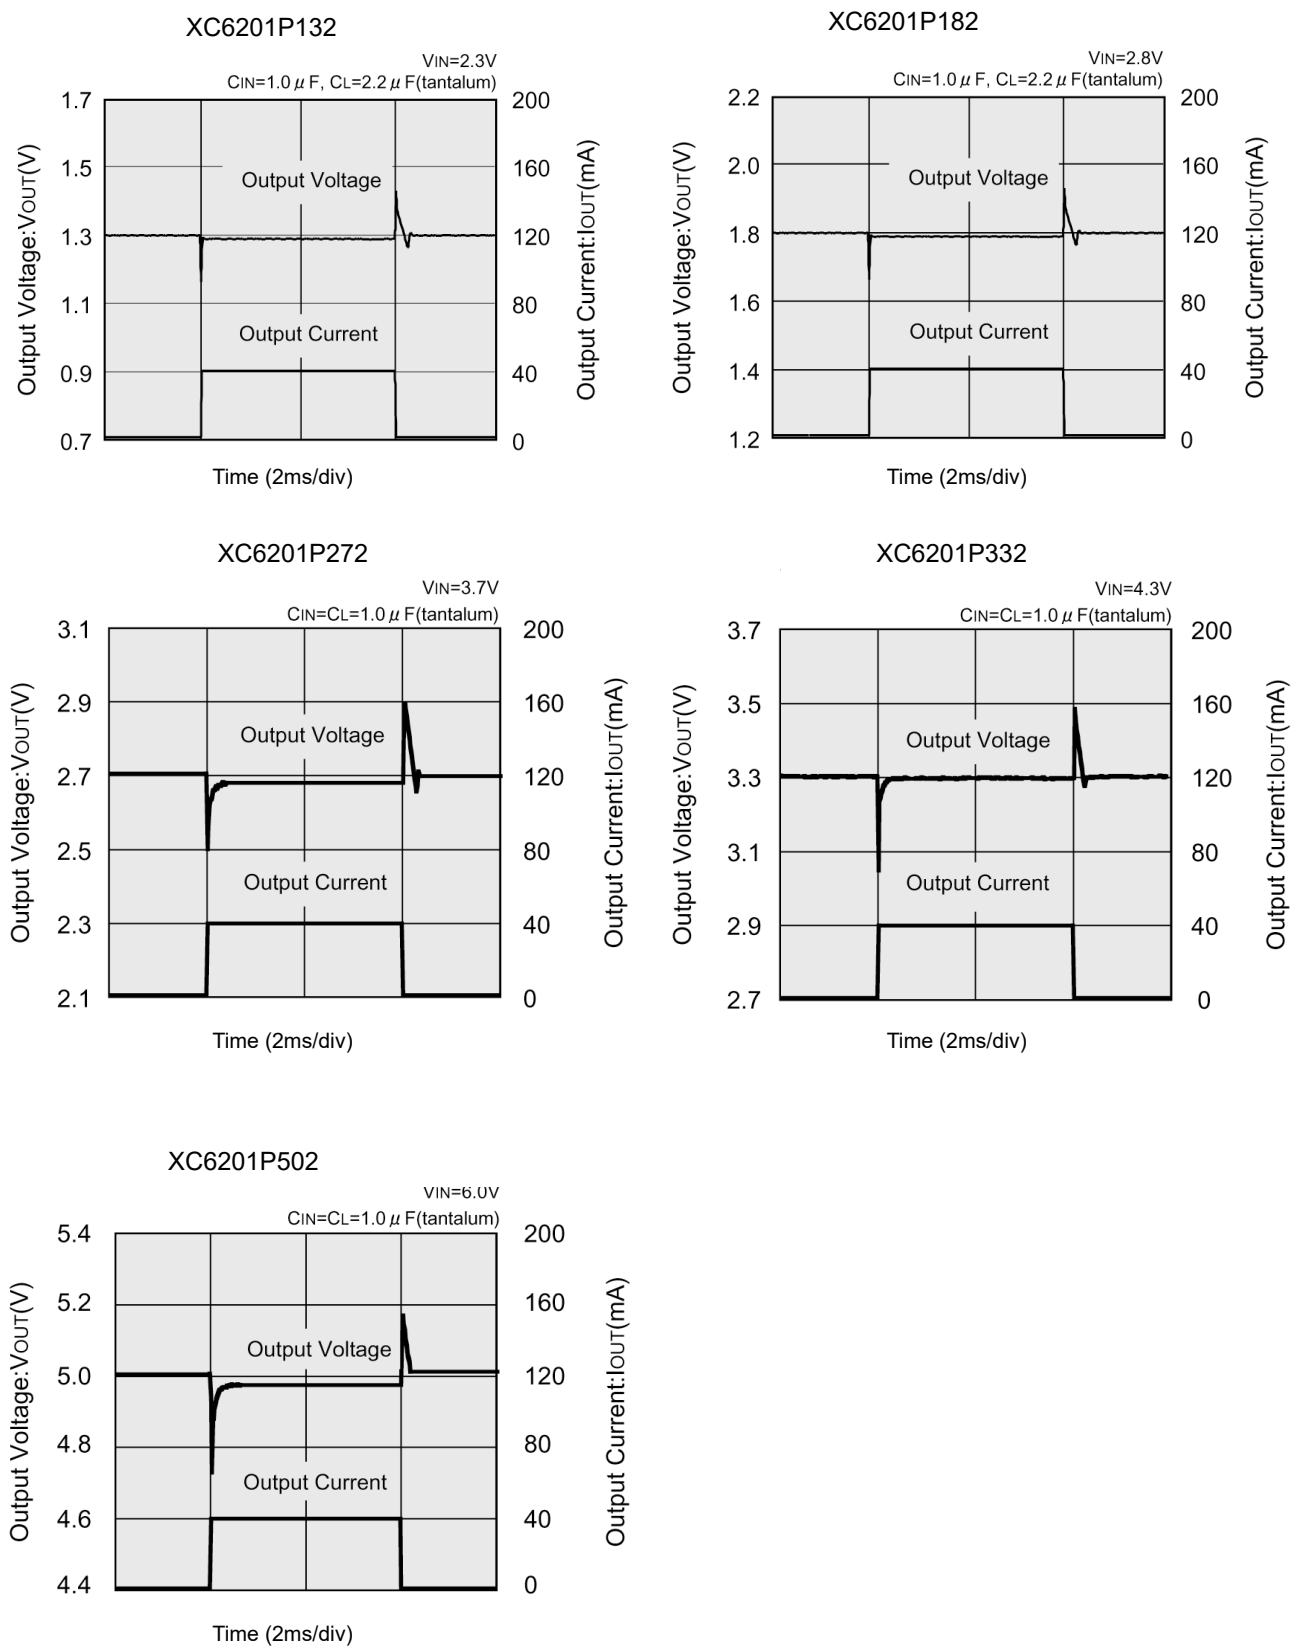 XC6201P132
VIN=2.3V
CIN=1.0 μ F, CL=2.2 μ F(tantalum)
Output Voltage:VOUT(V)
1.7
1.5
1.3
1.1
0.9
0.7
Output Voltage
Output Current
200
160
120
80
40
0
Output Current:IOUT(mA)
Time (2ms/div)
XC6201P182
VIN=2.8V
CIN=1.0 μ F, CL=2.2 μ F(tantalum)
Output Voltage:VOUT(V)
2.2
2.0
1.8
1.6
1.4
1.2
Output Voltage
Output Current
200
160
120
80
40
0
Output Current:IOUT(mA)
Time (2ms/div)
XC6201P272
VIN=3.7V
CIN=CL=1.0 μ F(tantalum)
Output Voltage:VOUT(V)
3.1
2.9
2.7
2.5
2.3
2.1
Output Voltage
Output Current
200
160
120
80
40
0
Output Current:IOUT(mA)
Time (2ms/div)
XC6201P332
VIN=4.3V
CIN=CL=1.0 μ F(tantalum)
Output Voltage:VOUT(V)
3.7
3.5
3.3
3.1
2.9
2.7
Output Voltage
Output Current
200
160
120
80
40
0
Output Current:IOUT(mA)
Time (2ms/div)
XC6201P502
VIN=6.0V
CIN=CL=1.0 μ F(tantalum)
Output Voltage:VOUT(V)
5.4
5.2
5.0
4.8
4.6
4.4
Output Voltage
Output Current
200
160
120
80
40
0
Output Current:IOUT(mA)
Time (2ms/div)